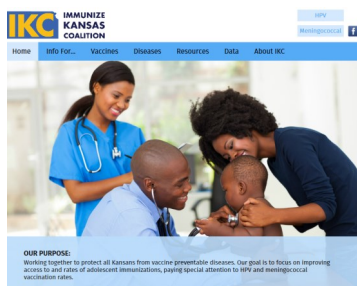 IKC
IMMUNIZE
KANSAS
COALITION
HPV
Meningococcal
f
Home Info For... Vaccines Diseases Resources Data About IKC
OUR PURPOSE:
Working together to protect all Kansans from vaccine preventable diseases. Our goal is to focus on improving
access to and rates of adolescent immunizations, paying special attention to HPV and meningococcal
vaccination rates.